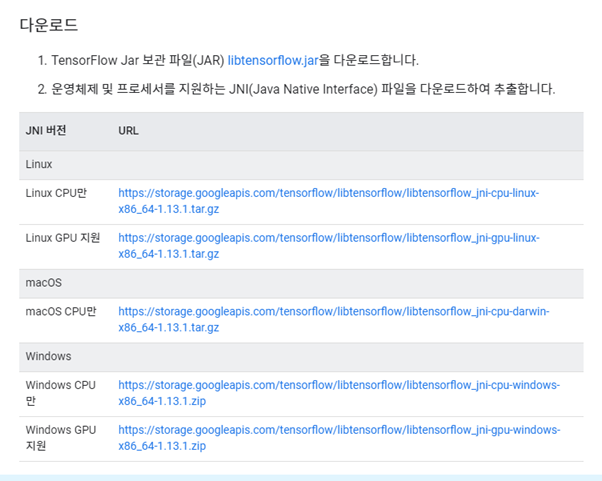 다운로드
1. TensorFlow Jar 보관 파일(JAR) libtensorflow.jar을 다운로드합니다.
2. 운영체제 및 프로세서를 지원하는 JNI(Java Native Interface) 파일을 다운로드하여 추출합니다.
JNI 버전 URL
Linux
Linux CPU만 https://storage.googleapis.com/tensorflow/libtensorflow/libtensorflow_jni-cpu-linux-
x86_64-1.13.1.tar.gz
Linux GPU 지원 https://storage.googleapis.com/tensorflow/libtensorflow/libtensorflow_jni-gpu-linux-
x86_64-1.13.1.tar.gz
macOS
macOS CPU만 https://storage.googleapis.com/tensorflow/libtensorflow/libtensorflow_jni-cpu-darwin-
x86_64-1.13.1.tar.gz
Windows
Windows CPU https://storage.googleapis.com/tensorflow/libtensorflow/libtensorflow_jni-cpu-windows-
만 x86_64-1.13.1.zip
Windows GPU https://storage.googleapis.com/tensorflow/libtensorflow/libtensorflow_jni-gpu-windows-
지원 x86_64-1.13.1.zip